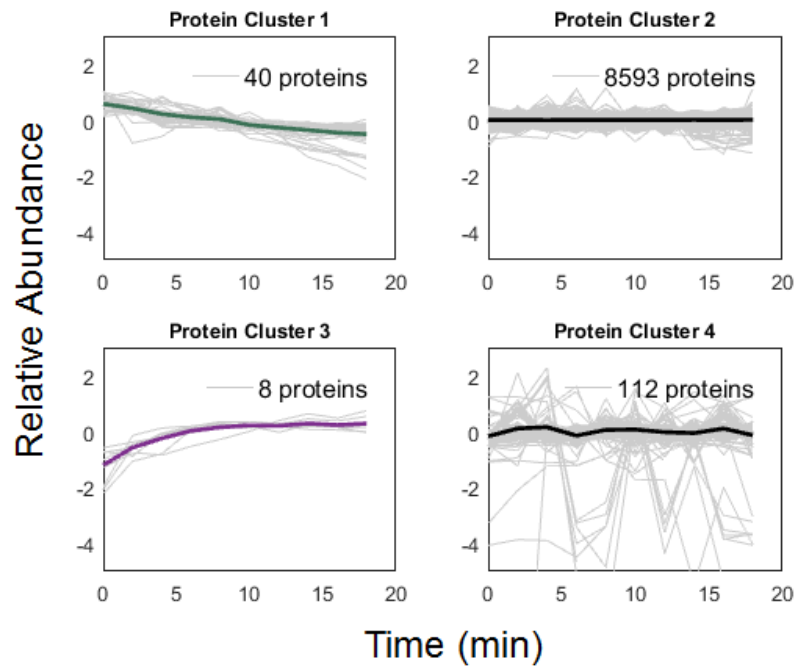 Protein Cluster 1
2
0
-2
-4
0 5 10 15 20
40 proteins
Protein Cluster 2
2
0
-2
-4
0 5 10 15 20
8593 proteins
Protein Cluster 3
2
0
-2
-4
0 5 10 15 20
8 proteins
Protein Cluster 4
2
0
-2
-4
0 5 10 15 20
112 proteins
Relative Abundance
Time (min)